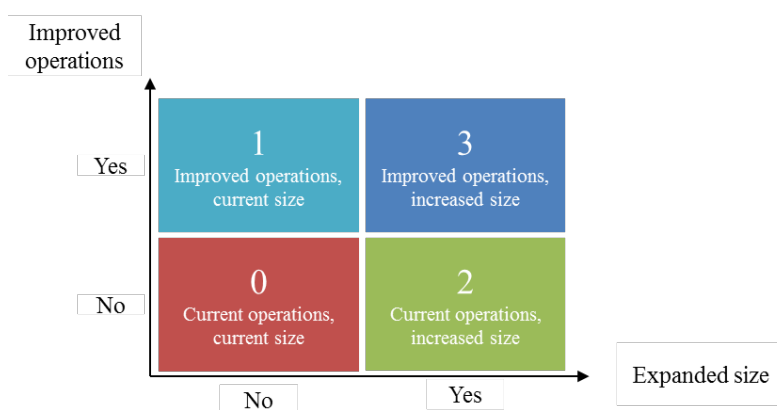 Improved
operations
Yes
1
Improved operations,
current size
3
Improved operations,
increased size
No
0
Current operations,
current size
2
Current operations,
increased size
No
Yes
Expanded size